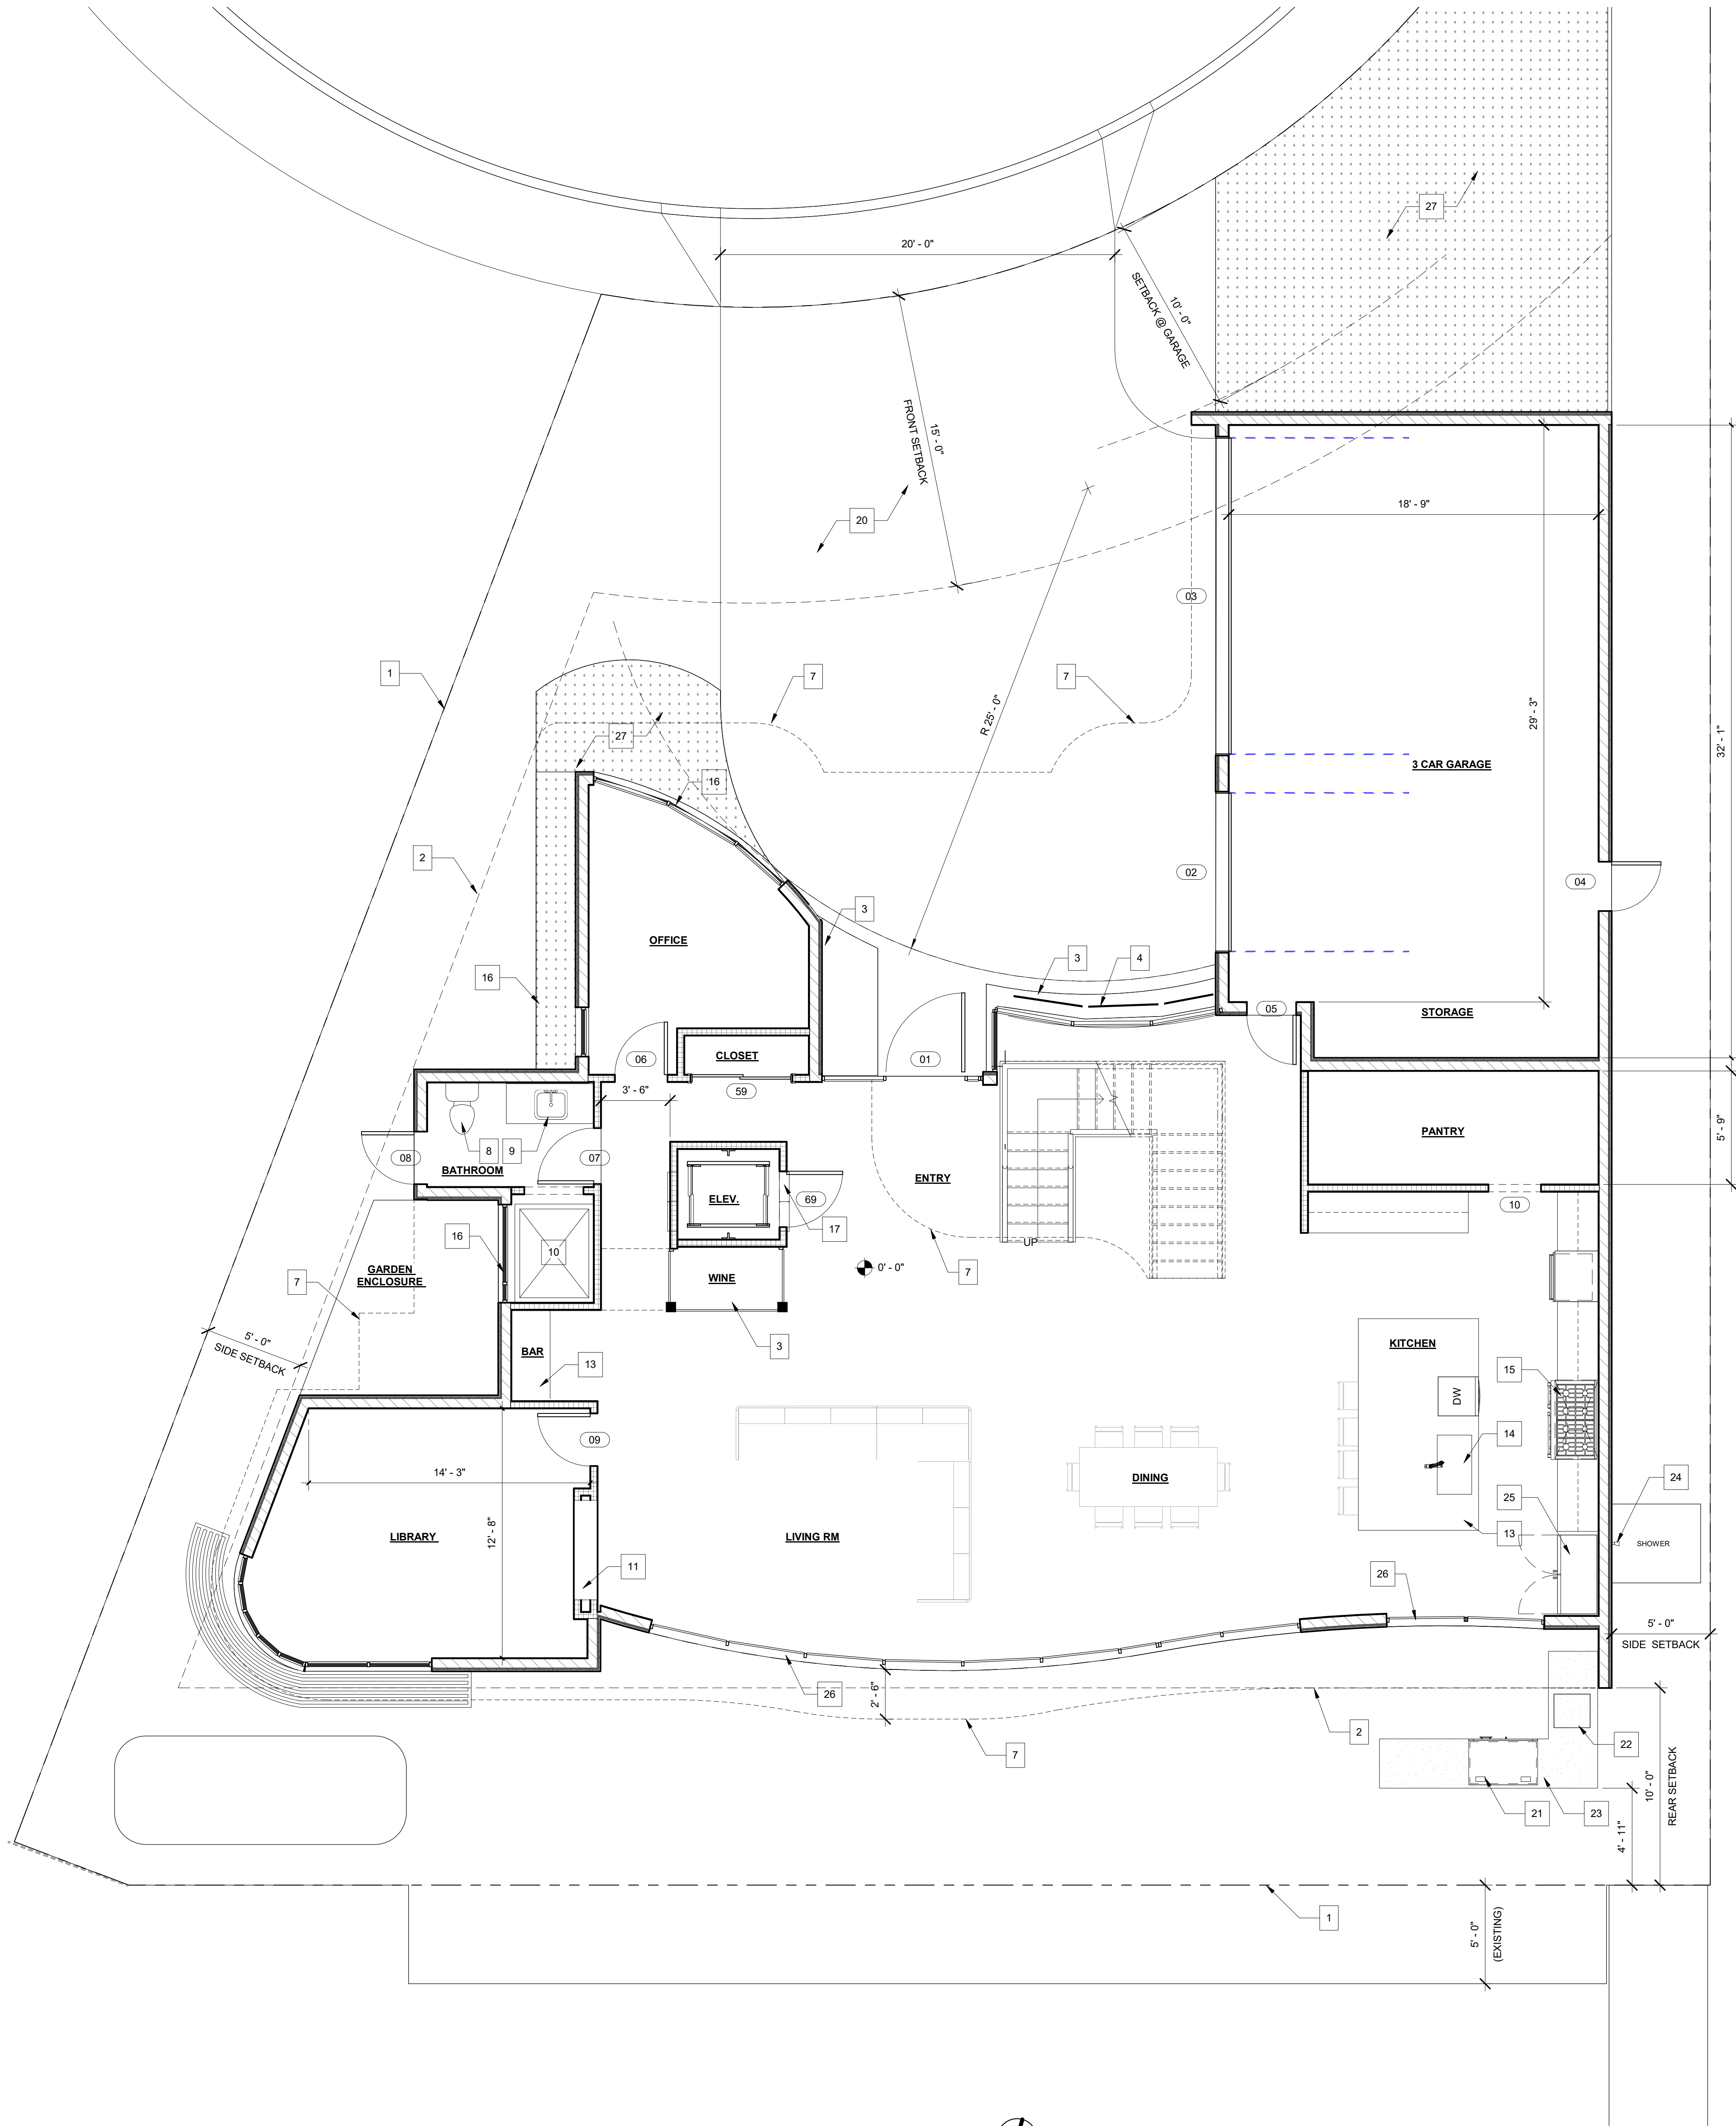 27
20' - 0"
10' - 0"
SETBACK @ GARAGE
15' - 0"
FRONT SETBACK
18' - 9"
20
03
1
7
7
R 25' - 0"
29' - 3"
32' - 1"
27
16
3 CAR GARAGE
2
02
04
3
OFFICE
3
4
16
05
STORAGE
06
CLOSET
01
59
3' - 6"
8
9
08
07
BATHROOM
PANTRY
5' - 9"
ENTRY
ELEV.
69
10
17
16
10
UP
GARDEN
ENCLOSURE
7
WINE
0' - 0"
7
5' - 0"
SIDE SETBACK
3
BAR
13
KITCHEN
15
DW
09
14
14' - 3"
DINING
24
25
LIBRARY
12' - 8"
LIVING RM
13
SHOWER
11
26
5' - 0"
SIDE SETBACK
26
2' - 6"
2
7
22
10' - 0"
REAR SETBACK
21
23
4' - 11"
1
5' - 0"
(EXISTING)